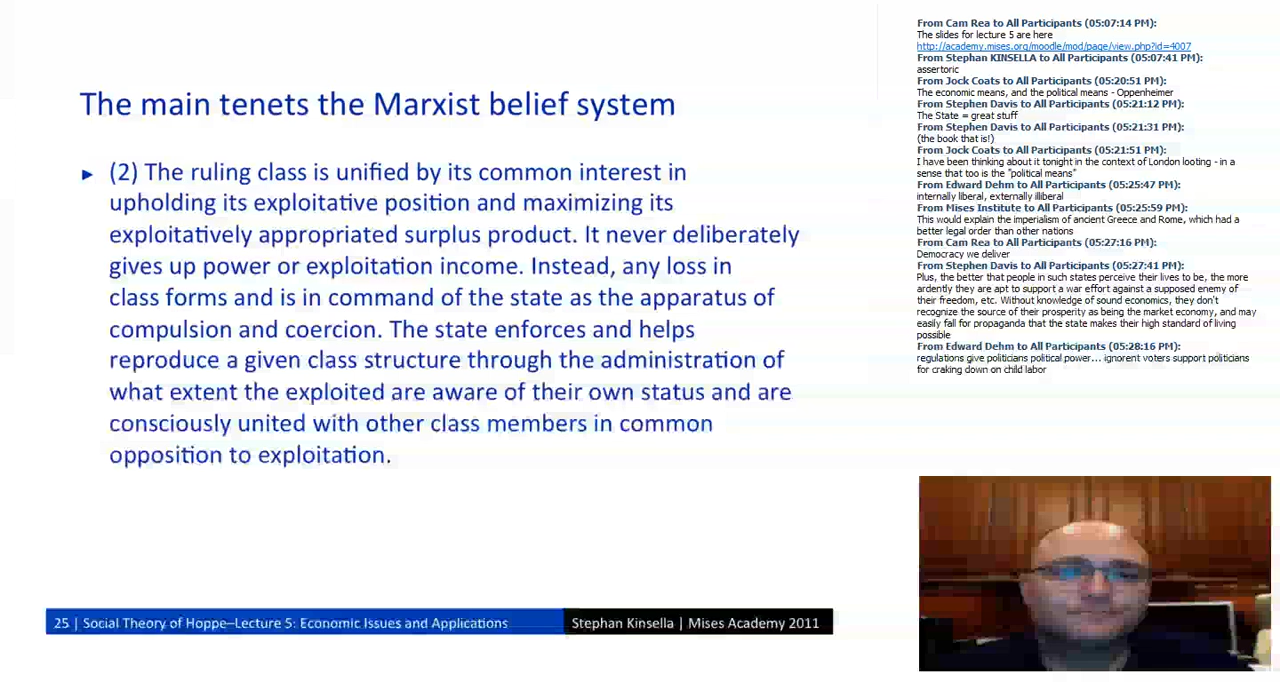 The main tenets the Marxist belief system
► (2) The ruling class is unified by its common interest in
upholding its exploitative position and maximizing its
exploitatively appropriated surplus product. It never deliberately
gives up power or exploitation income. Instead, any loss in
class forms and is in command of the state as the apparatus of
compulsion and coercion. The state enforces and helps
reproduce a given class structure through the administration of
what extent the exploited are aware of their own status and are
consciously united with other class members in common
opposition to exploitation.
25 | Social Theory of Hoppe–Lecture 5: Economic Issues and Applications
Stephan Kinsella | Mises Academy 2011
From Cam Rea to All Participants (05:07:14 PM):
The slides for lecture 5 are here
http://academy.mises.org/moodle/mod/page/view.php?id=4007
From Stephan KINSELLA to All Participants (05:07:41 PM):
assertoric
From Jock Coats to All Participants (05:20:51 PM):
The economic means, and the political means - Oppenheimer
From Stephen Davis to All Participants (05:21:12 PM):
The State = great stuff
From Stephen Davis to All Participants (05:21:31 PM):
(the book that is!)
From Jock Coats to All Participants (05:21:51 PM):
I have been thinking about it tonight in the context of London looting - in a
sense that too is the "political means"
From Edward Dehm to All Participants (05:25:47 PM):
internally liberal, externally illiberal
From Mises Institute to All Participants (05:25:59 PM):
This would explain the imperialism of ancient Greece and Rome, which had a
better legal order than other nations
From Cam Rea to All Participants (05:27:16 PM):
Democracy we deliver
From Stephen Davis to All Participants (05:27:41 PM):
Plus, the better that people in such states perceive their lives to be, the more
ardently they are apt to support a war effort against a supposed enemy of
their freedom, etc. Without knowledge of sound economics, they don't
recognize the source of their prosperity as being the market economy, and may
easily fall for propaganda that the state makes their high standard of living
possible
From Edward Dehm to All Participants (05:28:16 PM):
regulations give politicians political power... ignorent voters support politicians
for craking down on child labor